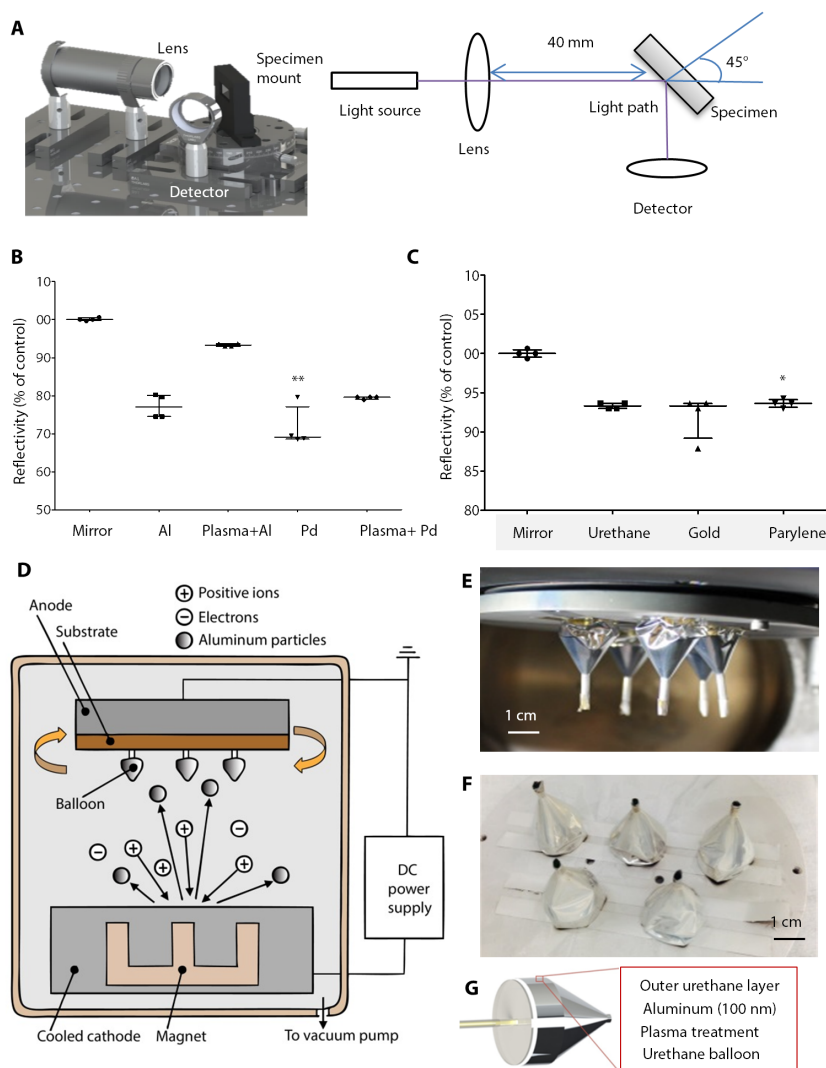 A
Lens
Specimen
mount
Detector
40 mm
45°
Light source
Light path
Specimen
Lens
Detector
B
Reflectivity (% of control)
10
00
90
80
70
60
50
**
Mirror Al Plasma+Al Pd Plasma+ Pd
C
Reflectivity (% of control)
10
05
00
95
90
85
80
*
Mirror Urethane Gold Parylene
D
Positive ions
Electrons
Aluminum particles
Anode
Substrate
Balloon
DC
power
supply
Cooled cathode
Magnet
To vacuum pump
E
1 cm
F
1 cm
G
Outer urethane layer
Aluminum (100 nm)
Plasma treatment
Urethane balloon